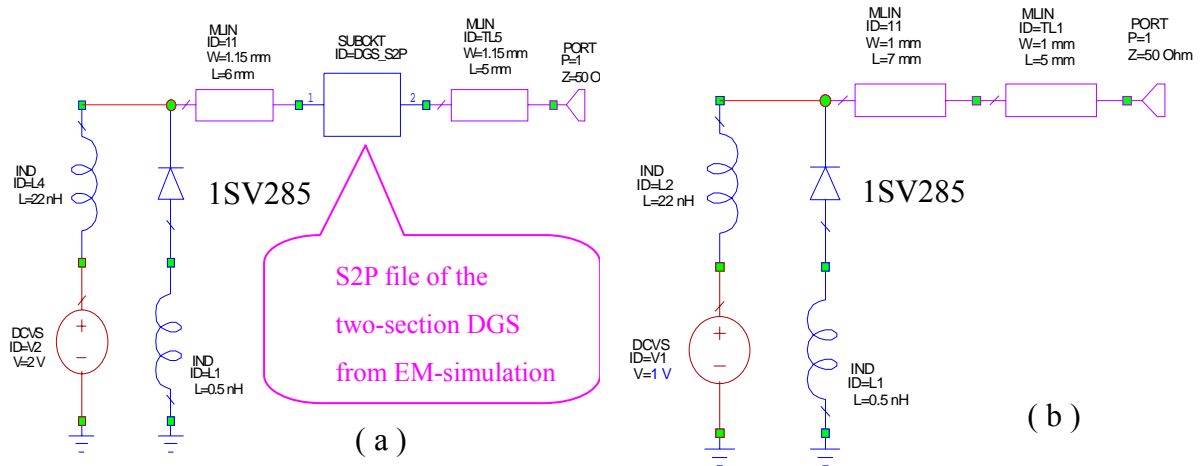 MLIN
ID=11
W=1.15 mm
L=6 mm
SUBCKT
ID=DGS_S2P
1
2
MLIN
ID=TL5
W=1.15 mm
L=5 mm
PORT
P=1
Z=50 O
IND
ID=L4
L=22 nH
1SV285
DCVS
ID=V2
V=2 V
IND
ID=L1
L=0.5 nH
S2P file of the
two-section DGS
from EM-simulation
( a )
MLIN
ID=11
W=1 mm
L=7 mm
MLIN
ID=TL1
W=1 mm
L=5 mm
PORT
P=1
Z=50 Ohm
IND
ID=L2
L=22 nH
1SV285
DCVS
ID=V1
V=1 V
IND
ID=L1
L=0.5 nH
( b )